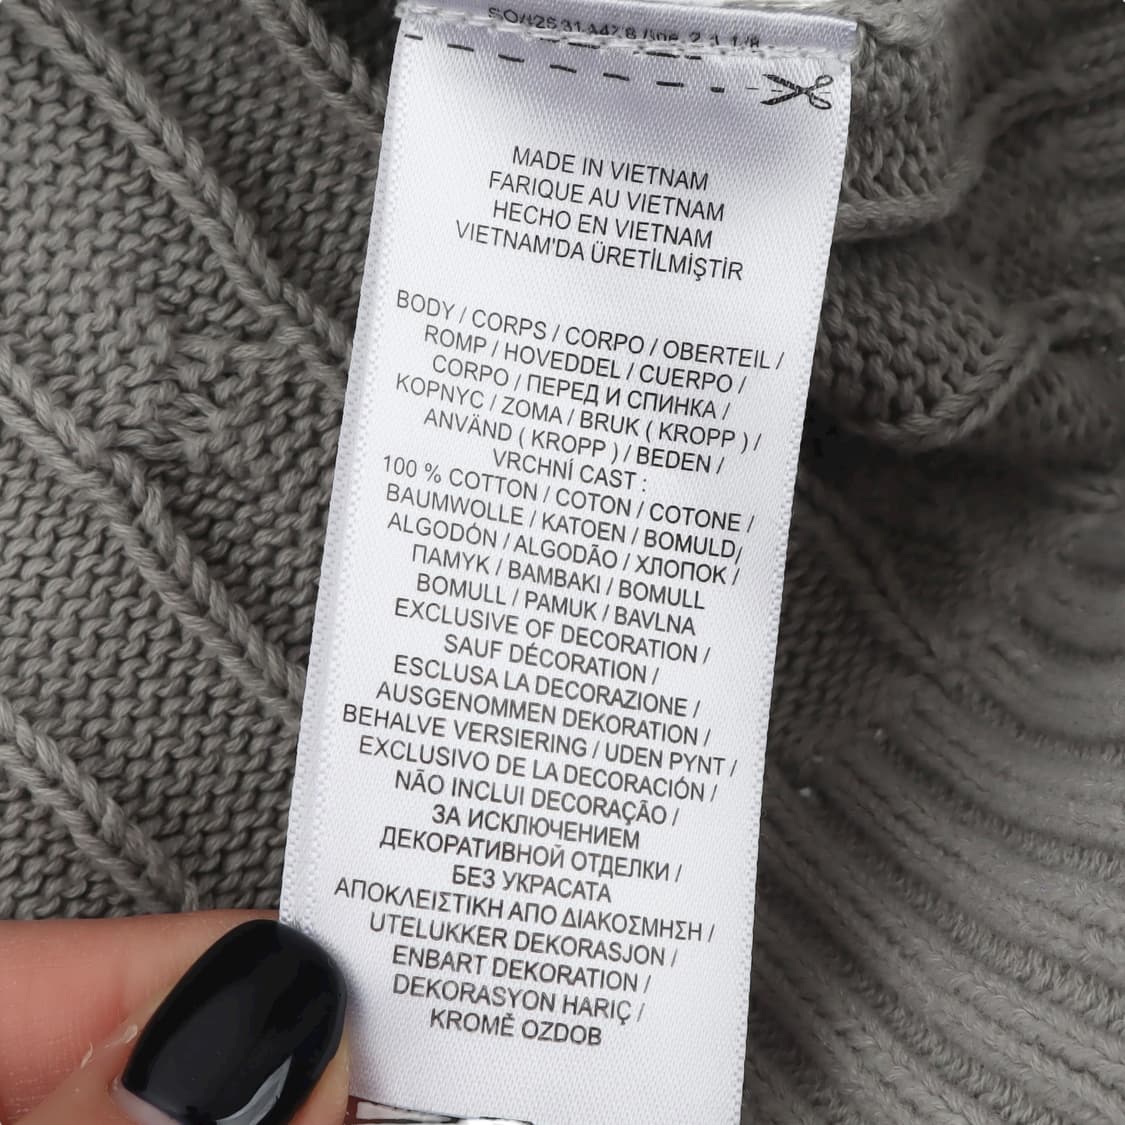 MADE IN VIETNAM
FARIQUE AU VIETNAM
HECHO EN VIETNAM
VIETNAM'DA ÜRETİLMİŞTİR
BODY / CORPS / CORPO / OBERTEIL /
ROMP / HOVEDDEL / CUERPO /
CORPO / ПЕРЕД И СПИНКА /
КОРПУС / ZOMA / BRUK ( KROPP ) /
ANVÄND ( KROPP ) / BEDEN /
VRCHNÍ CAST :
100 % COTTON / COTON / COTONE /
BAUMWOLLE / KATOEN / BOMULD/
ALGODÓN / ALGODÃO / ХЛОПОК /
ПАМУК / BAMBAKI / BOMULL
BOMULL / PAMUK / BAVLNA
EXCLUSIVE OF DECORATION /
SAUF DÉCORATION /
ESCLUSA LA DECORAZIONE /
AUSGENOMMEN DEKORATION /
BEHALVE VERSIERING / UDEN PYNT /
EXCLUSIVO DE LA DECORACIÓN /
NÃO INCLUI DECORAÇÃO /
ЗА ИСКЛЮЧЕНИЕМ
ДЕКОРАТИВНОЙ ОТДЕЛКИ /
БЕЗ УКРАСАТА
ΑΠΟΚΛΕΙΣΤΙΚΗ ΑΠΟ ΔΙΑΚΟΣΜΗΣΗ /
UTELUKKER DEKORASJON /
ENBART DEKORATION /
DEKORASYON HARIÇ /
KROMĚ OZDOB